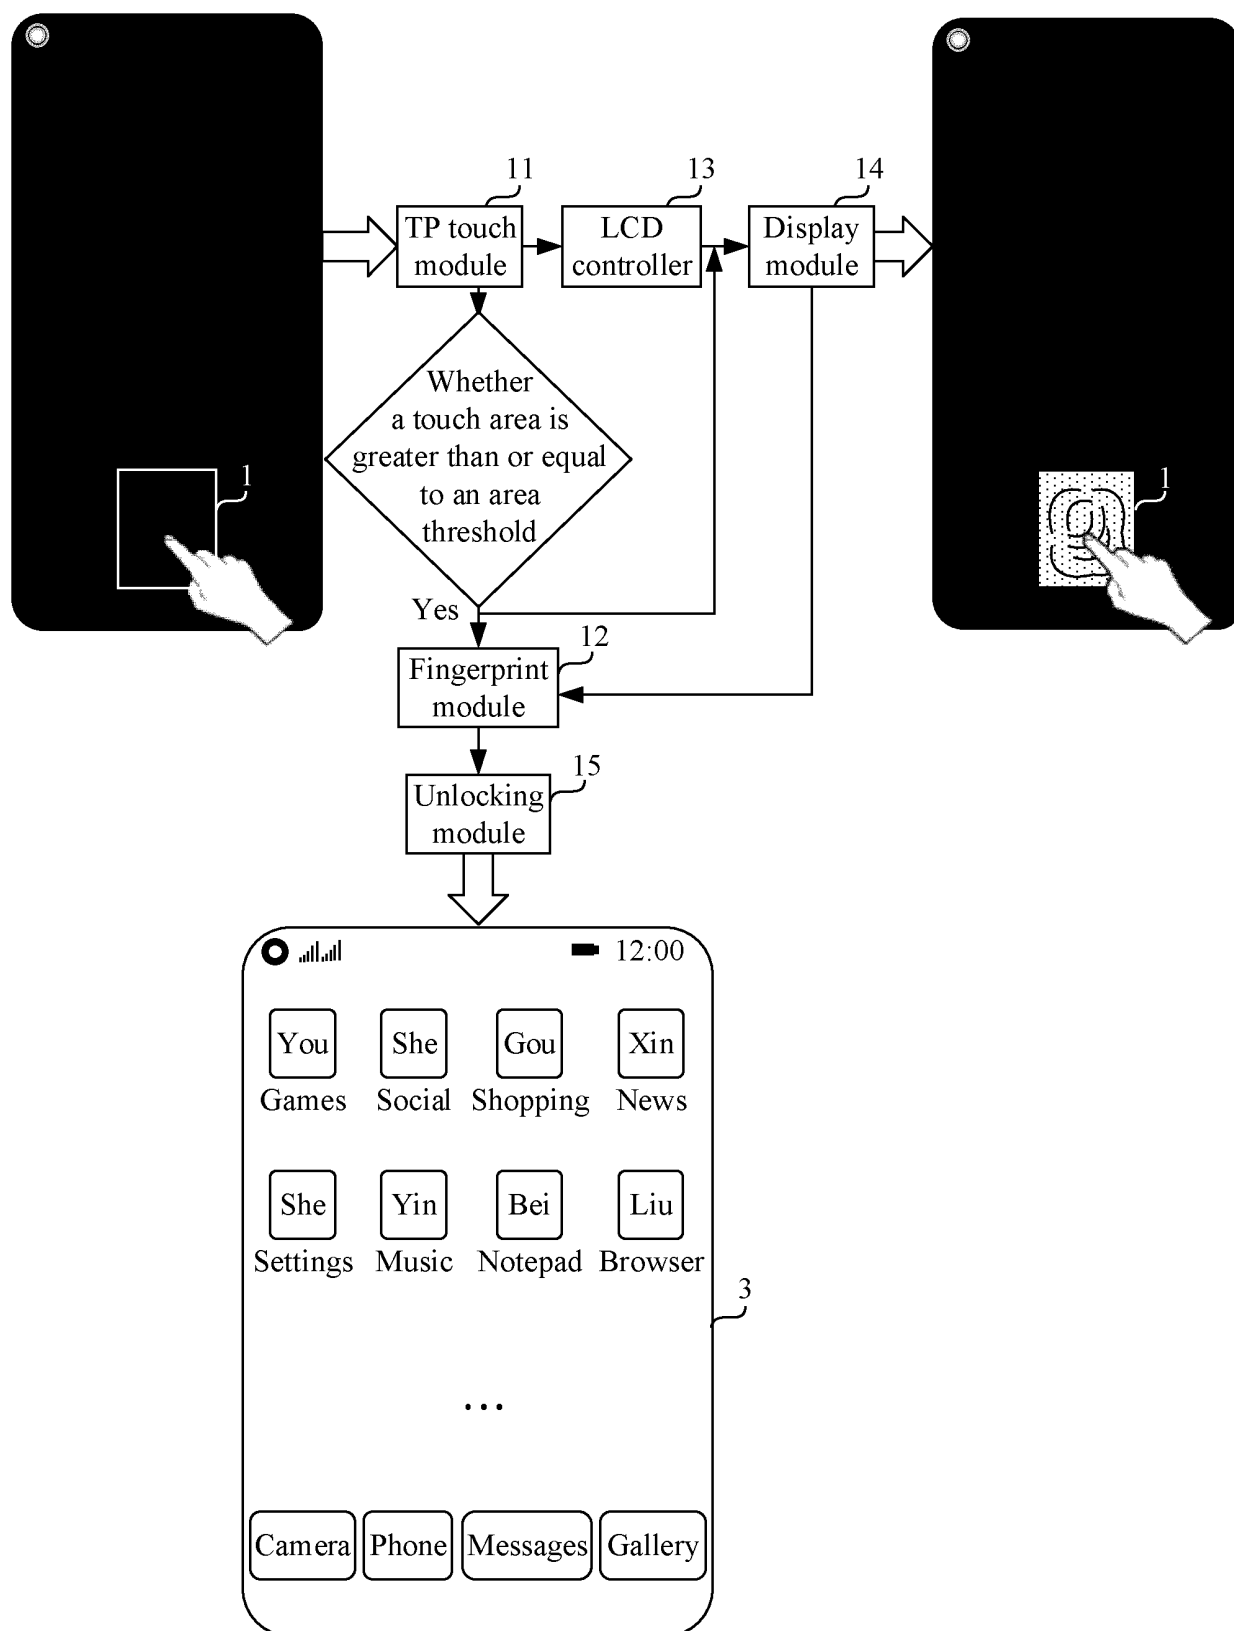 11
13
14
TP touch
module
LCD
controller
Display
module
Whether
a touch area is
greater than or equal
to an area
threshold
1
1
Yes
12
Fingerprint
module
15
Unlocking
module
12:00
You
She
Gou
Xin
Games
Social
Shopping
News
She
Yin
Bei
Liu
Settings
Music
Notepad
Browser
3
...
Camera
Phone
Messages
Gallery